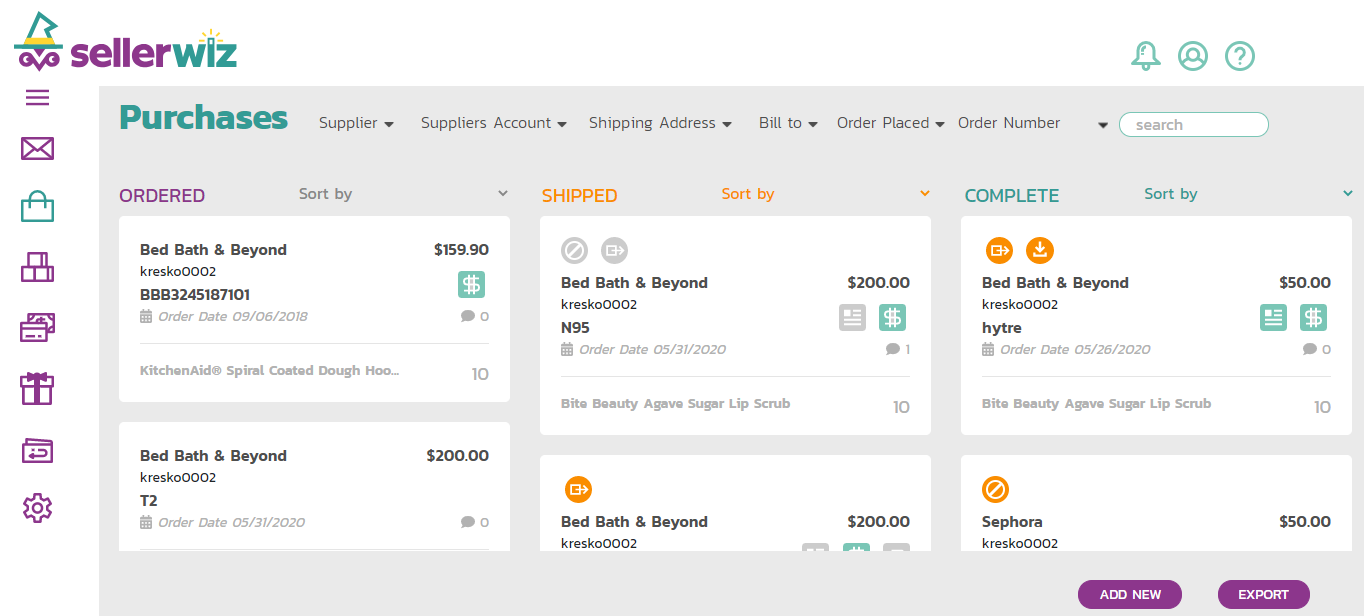 sellerwiz
Purchases
Supplier
Suppliers Account
Shipping Address
Bill to
Order Placed
Order Number
search
ORDERED
Sort by
Bed Bath & Beyond
$159.90
kresko0002
BBB3245187101
Order Date 09/06/2018
0
KitchenAid® Spiral Coated Dough Hoo...
10
Bed Bath & Beyond
$200.00
kresko0002
T2
Order Date 05/31/2020
0
SHIPPED
Sort by
Bed Bath & Beyond
$200.00
kresko0002
N95
Order Date 05/31/2020
1
Bite Beauty Agave Sugar Lip Scrub
10
Bed Bath & Beyond
$200.00
kresko0002
COMPLETE
Sort by
Bed Bath & Beyond
$50.00
kresko0002
hytre
Order Date 05/26/2020
0
Bite Beauty Agave Sugar Lip Scrub
10
Sephora
$50.00
kresko0002
ADD NEW
EXPORT